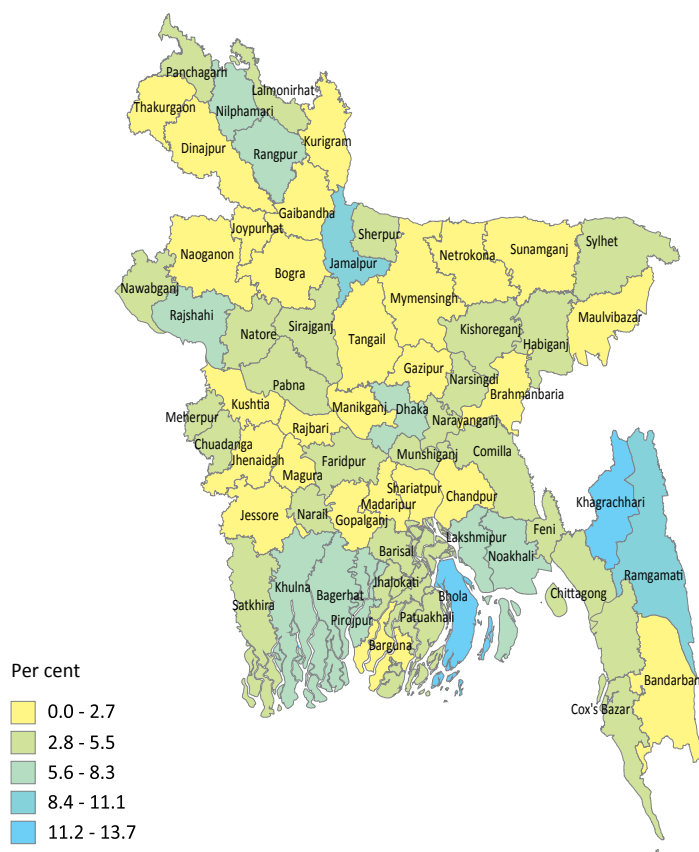 Panchagarh
Lalmonirhat
Thakurgaon
Nilphamari
Dinajpur
Kurigram
Rangpur
Gaibandha
Joypurhat
Sherpur
Naoganon
Netrokona
Sunamganj
Sylhet
Bogra
Jamalpur
Nawabganj
Mymensingh
Rajshahi
Maulvibazar
Natore
Sirajganj
Tangail
Kishoreganj
Habiganj
Gazipur
Narsingdi
Pabna
Brahmanbaria
Kushtia
Manikganj
Dhaka
Meherpur
Narayanganj
Rajbari
Chuadanga
Munshiganj
Comilla
Jhenaidah
Faridpur
Magura
Shariatpur
Chandpur
Khagrachhari
Madaripur
Jessore
Narail
Gopalganj
Feni
Lakshmipur
Barisal
Noakhali
Ramgamati
Jhalokati
Khulna
Bagerhat
Bhola
Chittagong
Satkhira
Pirojpur
Patuakhali
Barguna
Bandarban
Cox's Bazar
Per cent
0.0 - 2.7
2.8 - 5.5
5.6 - 8.3
8.4 - 11.1
11.2 - 13.7